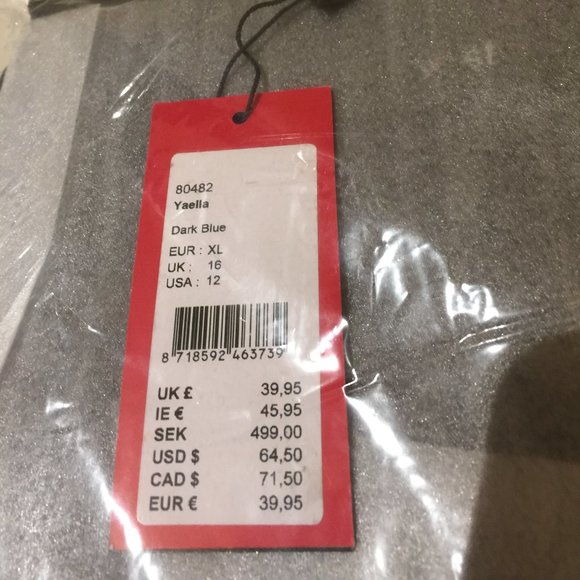 80482
Yaella
Dark Blue
EUR : XL
UK : 16
USA : 12
8 718592 463739
UK £ 39,95
IE € 45,95
SEK 499,00
USD $ 64,50
CAD $ 71,50
EUR € 39,95